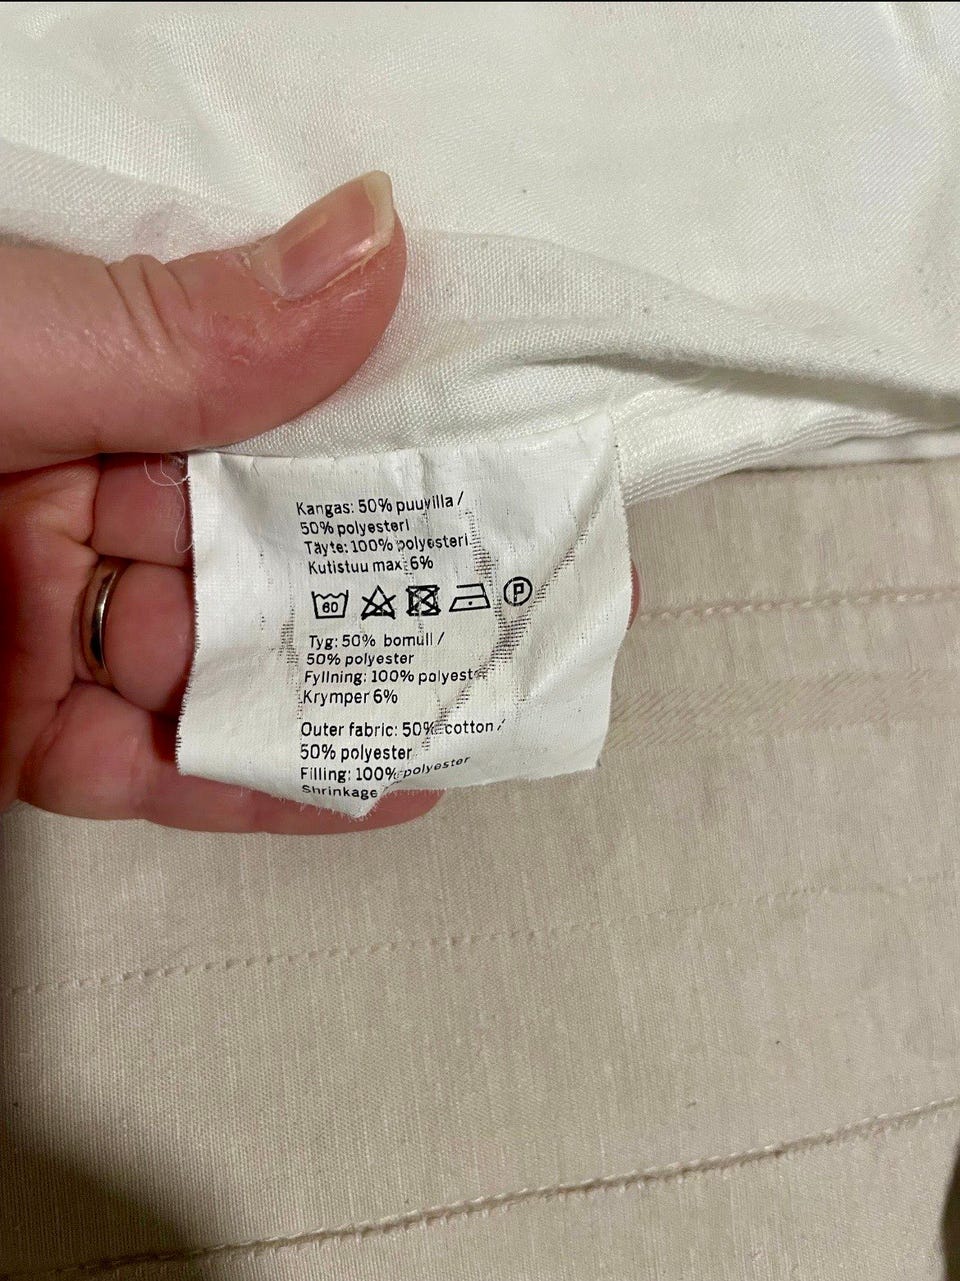 Kangas: 50% puuvilla /
50% polyesteri
Täyte: 100% polyesteri
Kutistuu max. 6%
60 P
Tyg: 50% bomull /
50% polyester
Fyllning: 100% polyester
Krymper 6%
Outer fabric: 50% cotton /
50% polyester
Filling: 100% polyester
Shrinkage